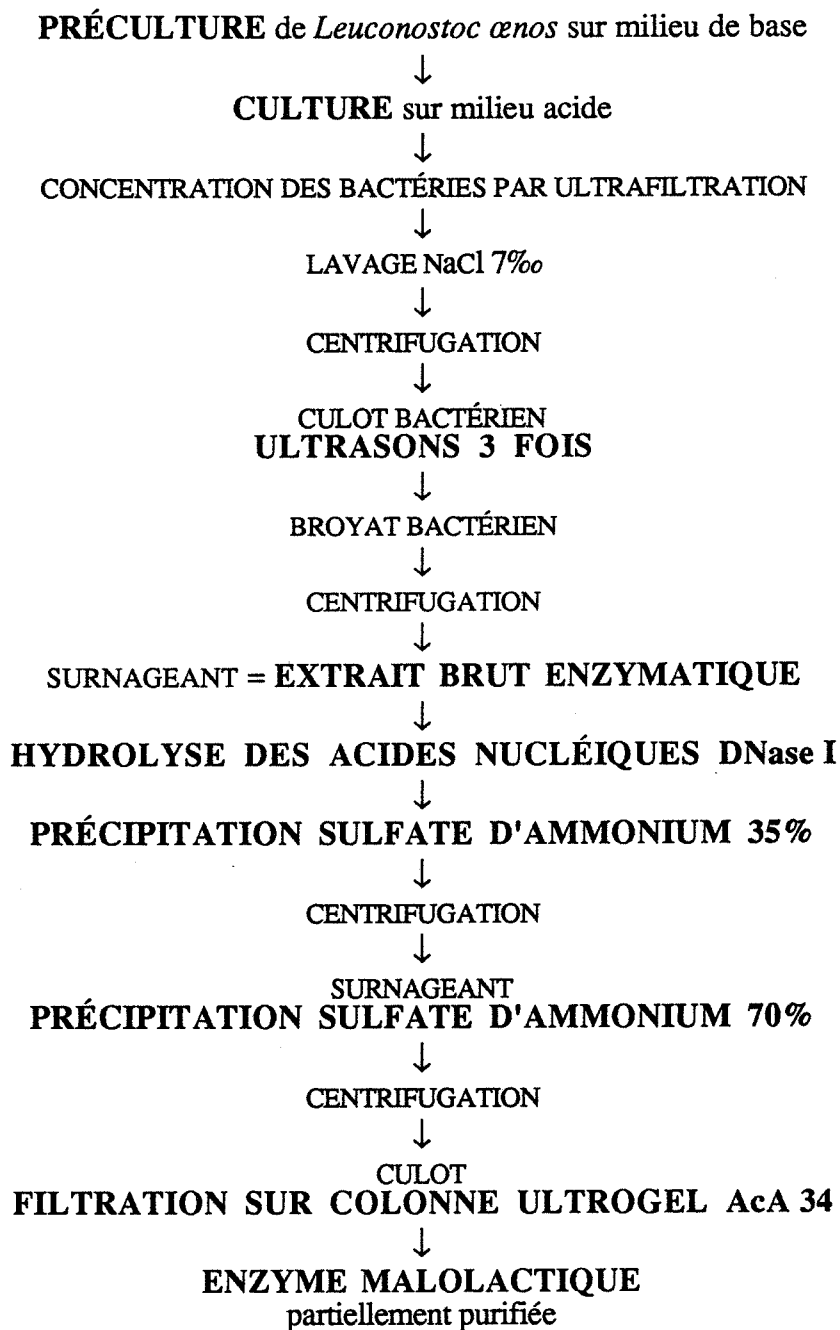 PRÉCULTURE de Leuconostoc œnos sur milieu de base
↓
CULTURE sur milieu acide
↓
CONCENTRATION DES BACTÉRIES PAR ULTRAFILTRATION
↓
LAVAGE NaCl 7‰
↓
CENTRIFUGATION
↓
CULOT BACTÉRIEN
ULTRASONS 3 FOIS
↓
BROYAT BACTÉRIEN
↓
CENTRIFUGATION
↓
SURNAGEANT = EXTRAIT BRUT ENZYMATIQUE
↓
HYDROLYSE DES ACIDES NUCLÉIQUES DNase I
↓
PRÉCIPITATION SULFATE D'AMMONIUM 35%
↓
CENTRIFUGATION
↓
SURNAGEANT
PRÉCIPITATION SULFATE D'AMMONIUM 70%
↓
CENTRIFUGATION
↓
CULOT
FILTRATION SUR COLONNE ULTROGEL AcA 34
↓
ENZYME MALOLACTIQUE
partiellement purifiée